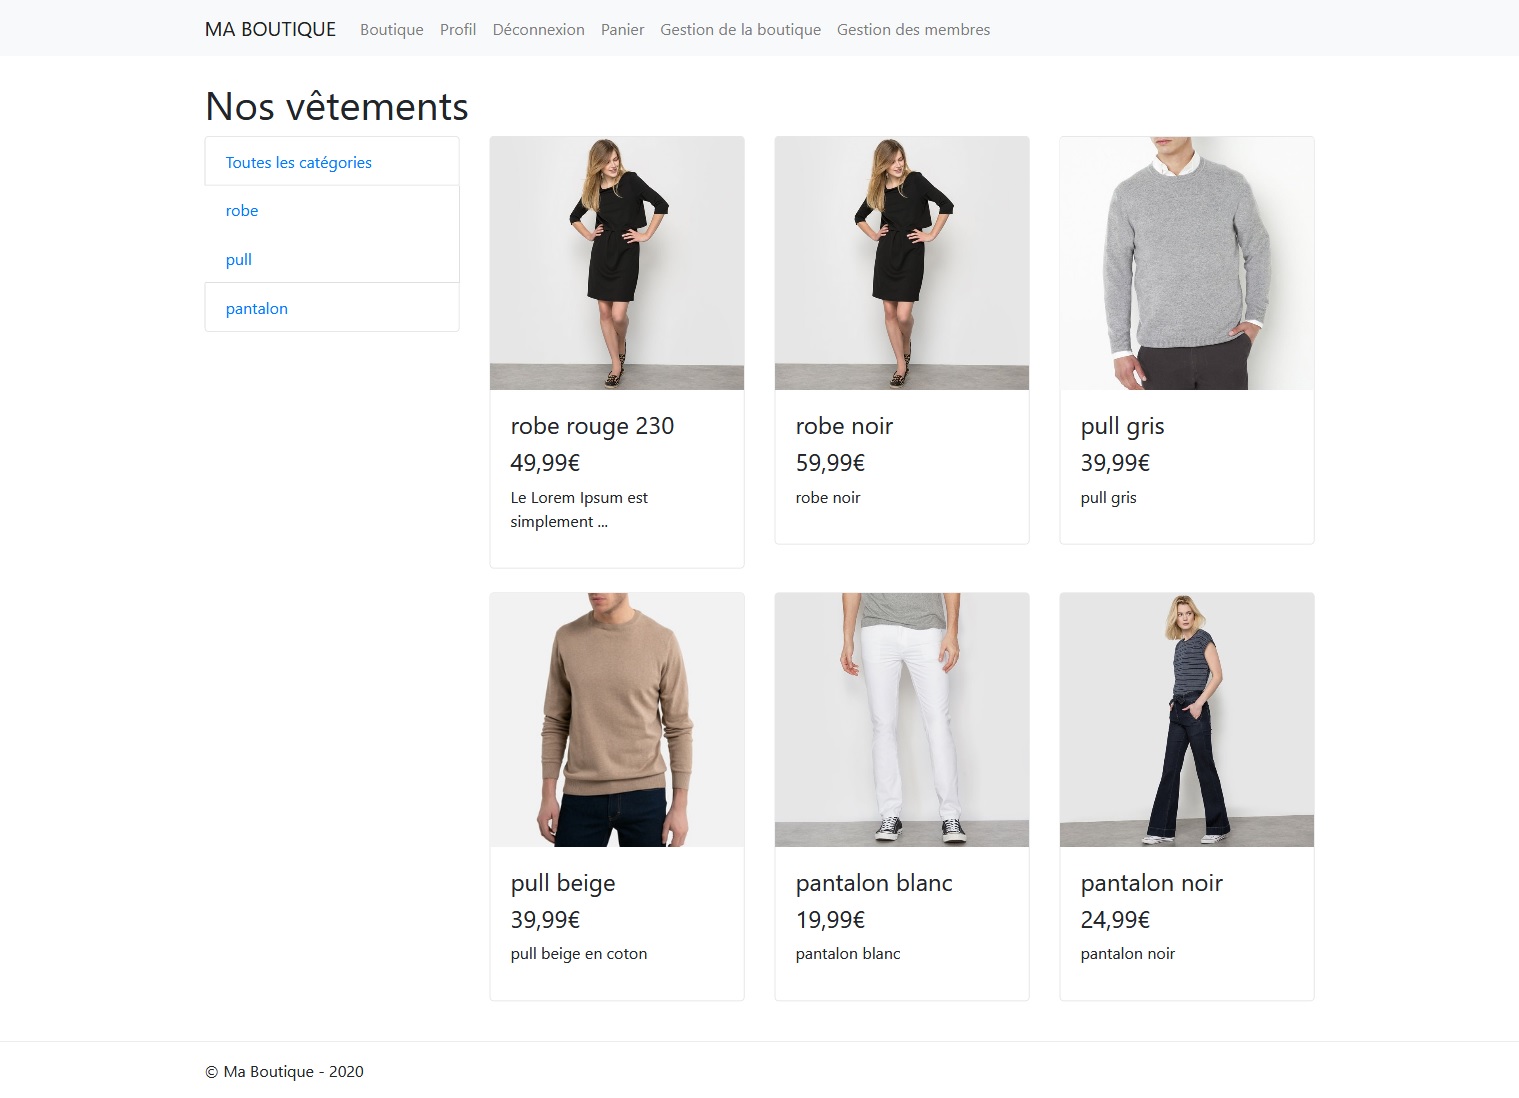 MA BOUTIQUE Boutique Profil Déconnexion Panier Gestion de la boutique Gestion des membres
Nos vêtements
Toutes les catégories
robe
pull
pantalon
robe rouge 230
49,99€
Le Lorem Ipsum est
simplement ...
robe noir
59,99€
robe noir
pull gris
39,99€
pull gris
pull beige
39,99€
pull beige en coton
pantalon blanc
19,99€
pantalon blanc
pantalon noir
24,99€
pantalon noir
© Ma Boutique - 2020